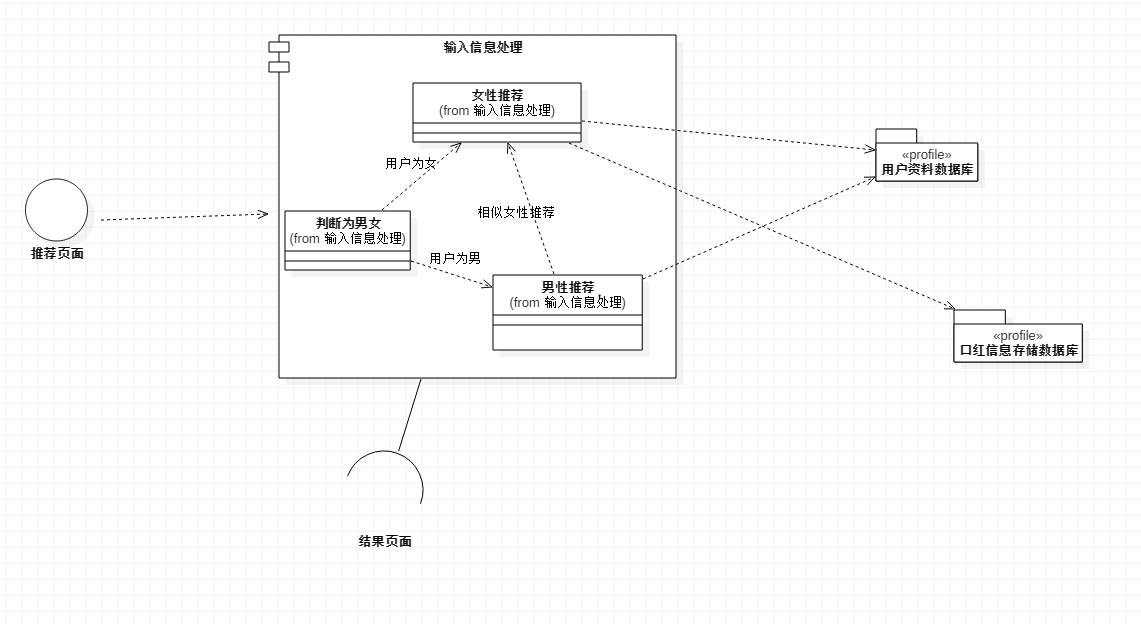 输入信息处理
女性推荐
(from 输入信息处理)
«profile»
用户资料数据库
用户为女
推荐页面
相似女性推荐
判断为男女
(from 输入信息处理)
用户为男
男性推荐
(from 输入信息处理)
«profile»
口红信息存储数据库
结果页面